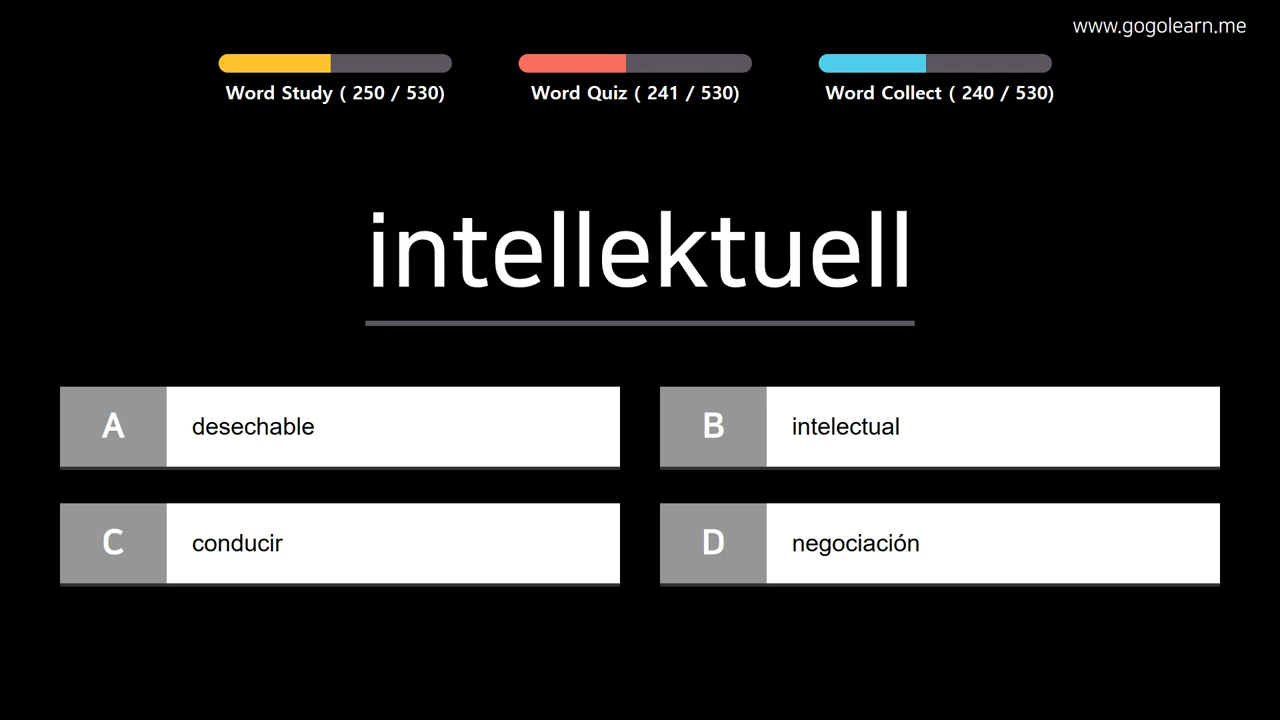 www.gogolearn.me
Word Study ( 250 / 530)
Word Quiz ( 241 / 530)
Word Collect ( 240 / 530)
intellektuell
A desechable
B intelectual
C conducir
D negociación